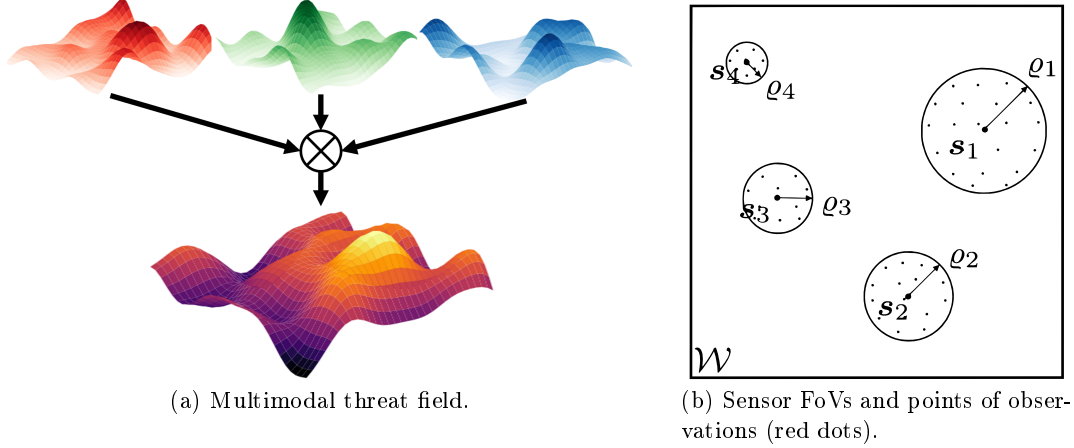 s₄
ϱ₄
ϱ₁
s₁
s₃
ϱ₃
ϱ₂
s₂
𝒲
(a) Multimodal threat field.
(b) Sensor FoVs and points of obser-
vations (red dots).